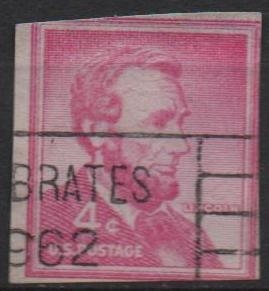 BRATES
LINCOLN
4¢
962
U.S. POSTAGE